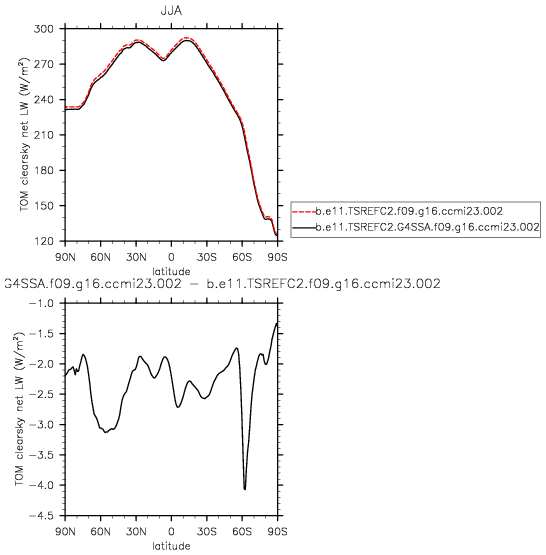 JJA
TOM clearsky net LW (W/m²)
300
270
240
210
180
150
120
90N 60N 30N 0 30S 60S 90S
latitude
b.e11.TSREFC2.f09.g16.ccmi23.002
b.e11.TSREFC2.G4SSA.f09.g16.ccmi23.002
G4SSA.f09.g16.ccmi23.002 − b.e11.TSREFC2.f09.g16.ccmi23.002
TOM clearsky net LW (W/m²)
−1.0
−1.5
−2.0
−2.5
−3.0
−3.5
−4.0
−4.5
90N 60N 30N 0 30S 60S 90S
latitude